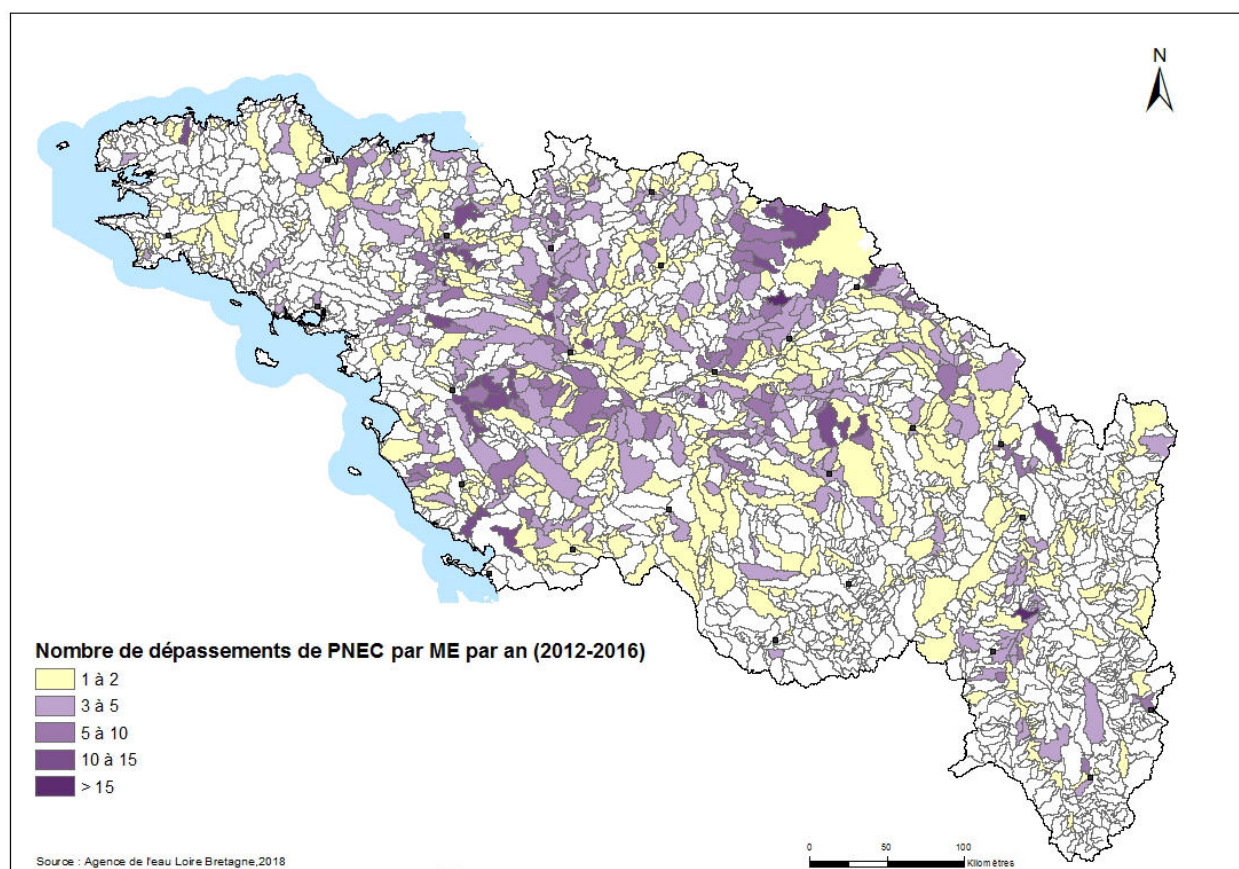 N
Nombre de dépassements de PNEC par ME par an (2012-2016)
1 à 2
3 à 5
5 à 10
10 à 15
> 15
Source : Agence de l'eau Loire Bretagne,2018
0 50 100
Kilomètres